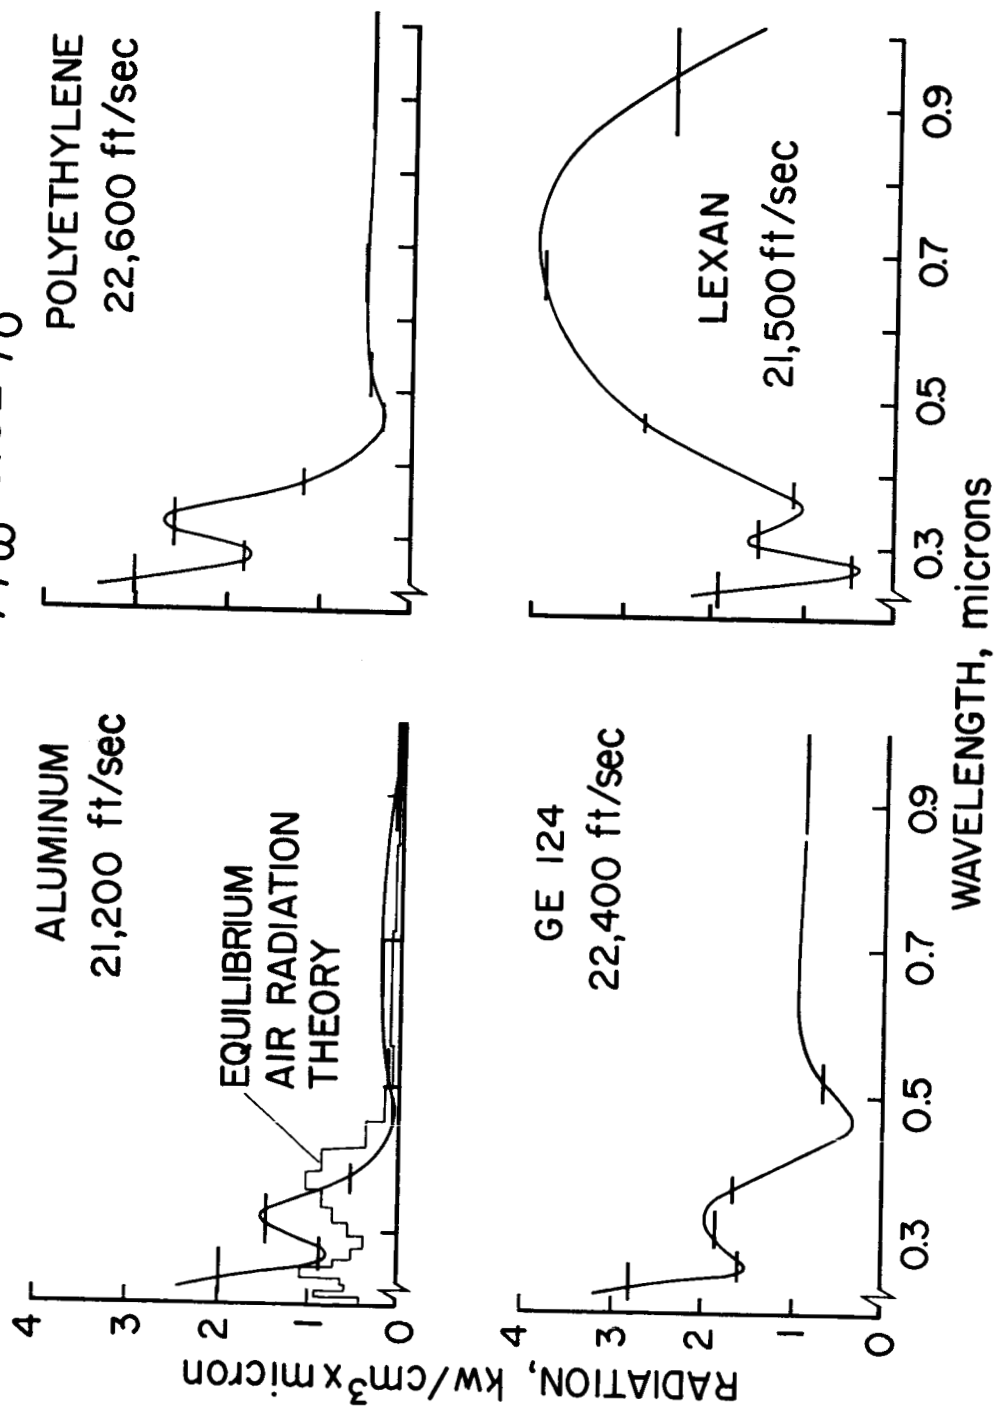 ALUMINUM
21,200 ft/sec
EQUILIBRIUM
AIR RADIATION
THEORY
4
3
2
1
0
POLYETHYLENE
22,600 ft/sec
RADIATION, kw/cm³ x micron
GE 124
22,400 ft/sec
4
3
2
1
0
0.3
0.5
0.7
0.9
LEXAN
21,500 ft/sec
0.3
0.5
0.7
0.9
WAVELENGTH, microns